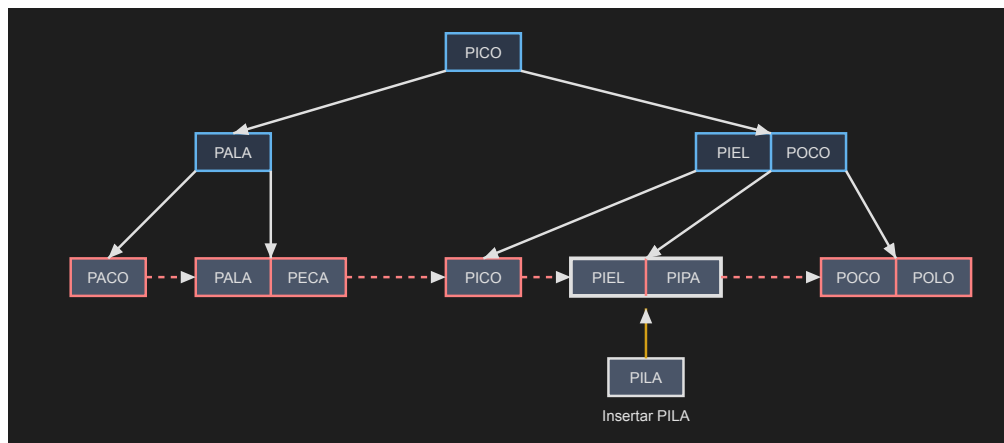 PICO
PALA
PIEL POCO
PACO
PALA PECA
PICO
PIEL PIPA
POCO POLO
PILA
Insertar PILA